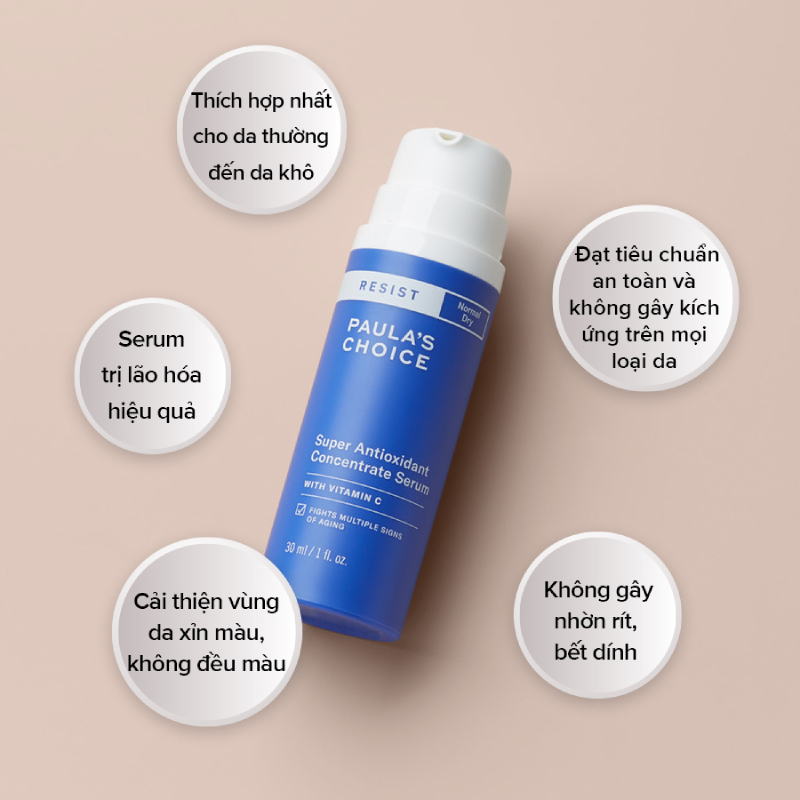 Thích hợp nhất
cho da thường
đến da khô
Đạt tiêu chuẩn
an toàn và
không gây kích
ứng trên mọi
loại da
Serum
trị lão hóa
hiệu quả
RESIST
Normal
Dry
PAULA'S
CHOICE
Super Antioxidant
Concentrate Serum
WITH VITAMIN C
FIGHTS MULTIPLE SIGNS
OF AGING
30 ml / 1 fl. oz.
Cải thiện vùng
da xỉn màu,
không đều màu
Không gây
nhờn rít,
bết dính